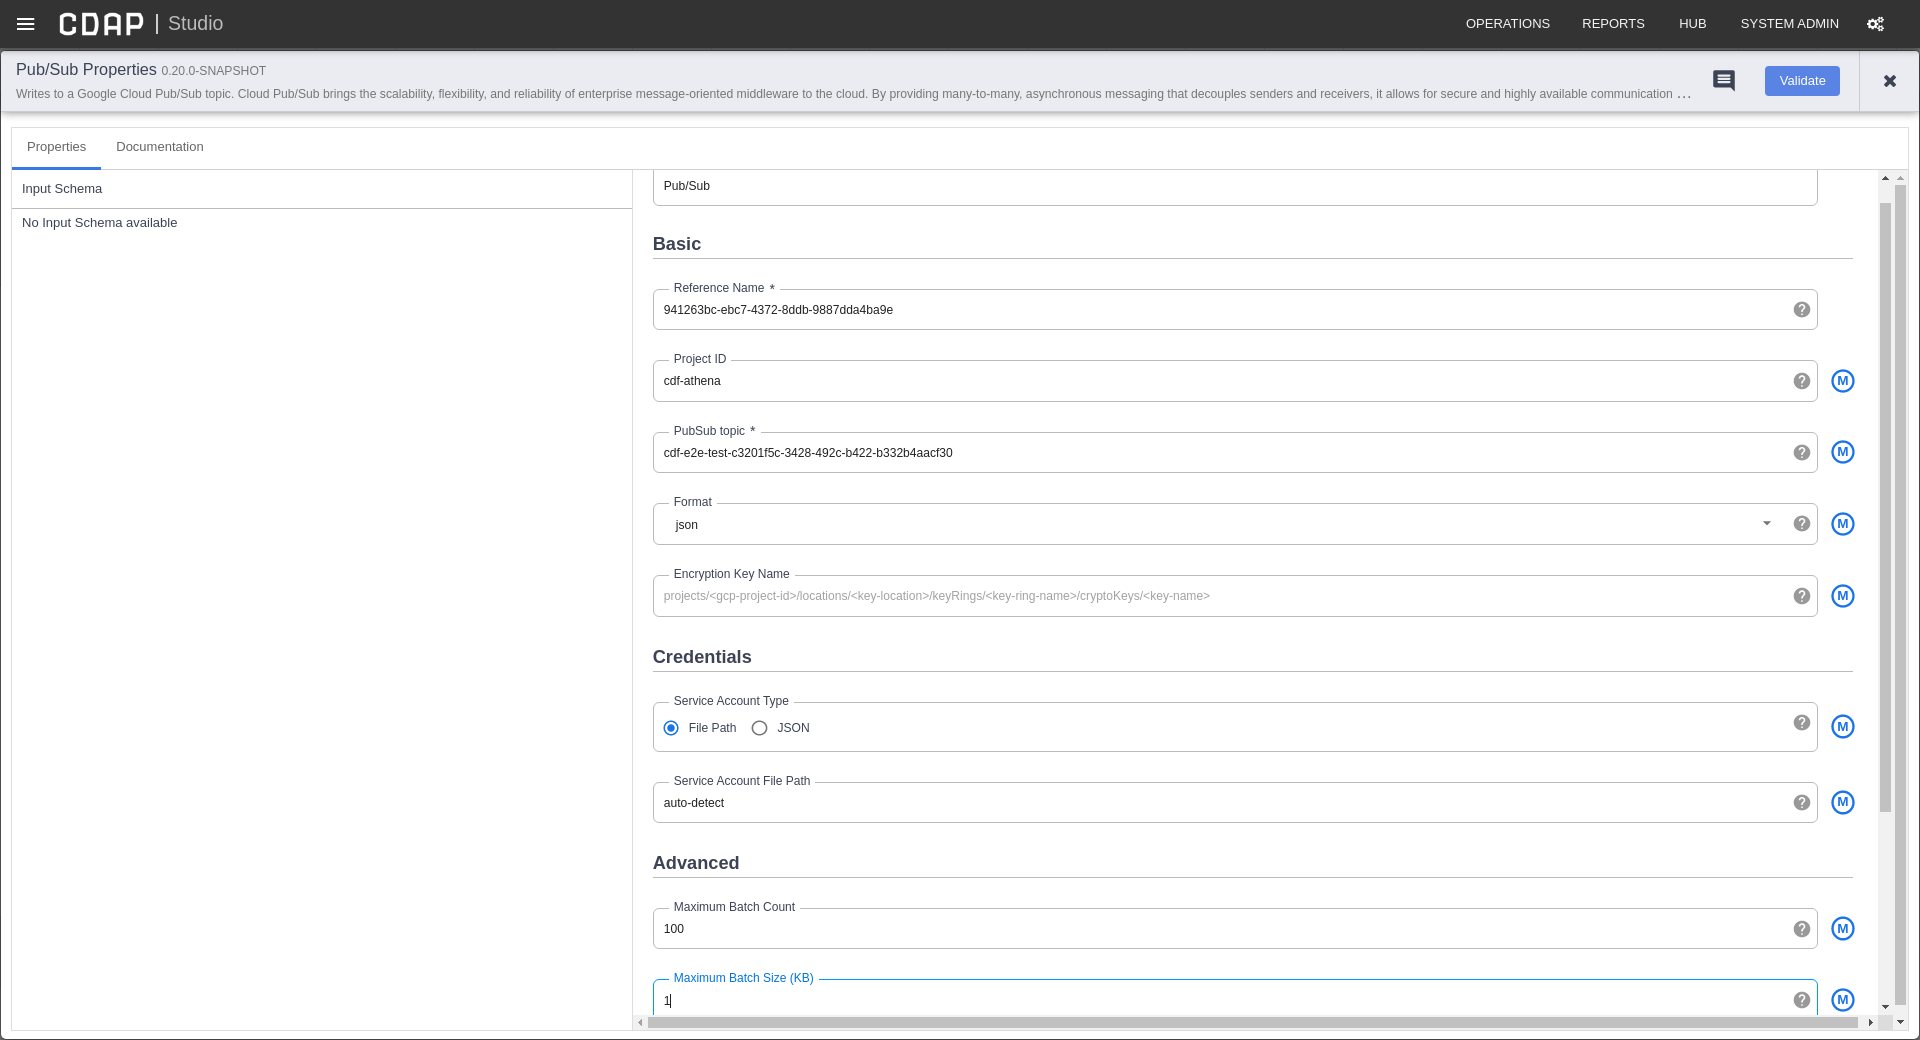 CDAP | Studio
OPERATIONS REPORTS HUB SYSTEM ADMIN
Pub/Sub Properties 0.20.0-SNAPSHOT
Writes to a Google Cloud Pub/Sub topic. Cloud Pub/Sub brings the scalability, flexibility, and reliability of enterprise message-oriented middleware to the cloud. By providing many-to-many, asynchronous messaging that decouples senders and receivers, it allows for secure and highly available communication ...
Validate
Properties Documentation
Input Schema
No Input Schema available
Pub/Sub
Basic
Reference Name *
941263bc-ebc7-4372-8ddb-9887dda4ba9e
Project ID
cdf-athena
M
PubSub topic *
cdf-e2e-test-c3201f5c-3428-492c-b422-b332b4aacf30
M
Format
json
M
Encryption Key Name
projects/<gcp-project-id>/locations/<key-location>/keyRings/<key-ring-name>/cryptoKeys/<key-name>
M
Credentials
Service Account Type
File Path JSON
M
Service Account File Path
auto-detect
M
Advanced
Maximum Batch Count
100
M
Maximum Batch Size (KB)
1
M